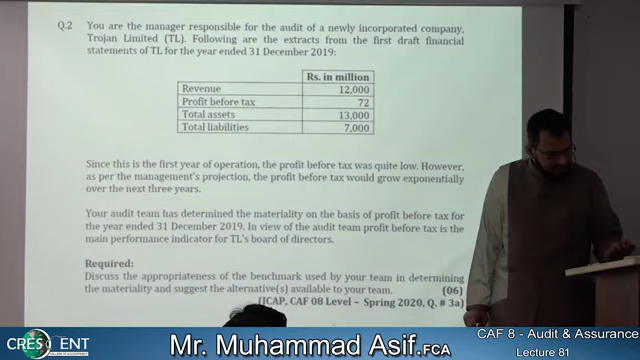 Q.2 You are the manager responsible for the audit of a newly incorporated company,
Trojan Limited (TL). Following are the extracts from the first draft financial
statements of TL for the year ended 31 December 2019:
Rs. in million
Revenue 12,000
Profit before tax 72
Total assets 13,000
Total liabilities 7,000
Since this is the first year of operation, the profit before tax was quite low. However,
as per the management's projection, the profit before tax would grow exponentially
over the next three years.
Your audit team has determined the materiality on the basis of profit before tax for
the year ended 31 December 2019. In view of the audit team profit before tax is the
main performance indicator for TL's board of directors.
Required:
Discuss the appropriateness of the benchmark used by your team in determining
the materiality and suggest the alternative(s) available to your team. (06)
(ICAP, CAF 08 Level – Spring 2020, Q. # 3a)
CRESCENT
COLLEGE OF ACCOUNTANCY
Mr. Muhammad Asif.FCA
CAF 8 - Audit & Assurance
Lecture 81